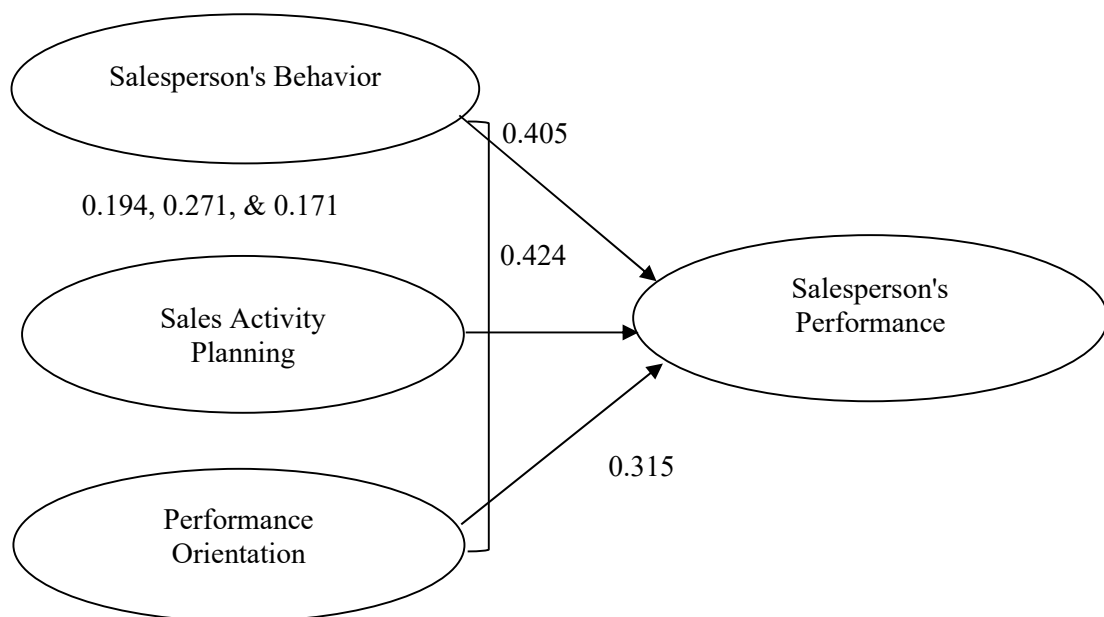 Salesperson's Behavior
0.405
0.194, 0.271, & 0.171
0.424
Salesperson's
Performance
Sales Activity
Planning
0.315
Performance
Orientation